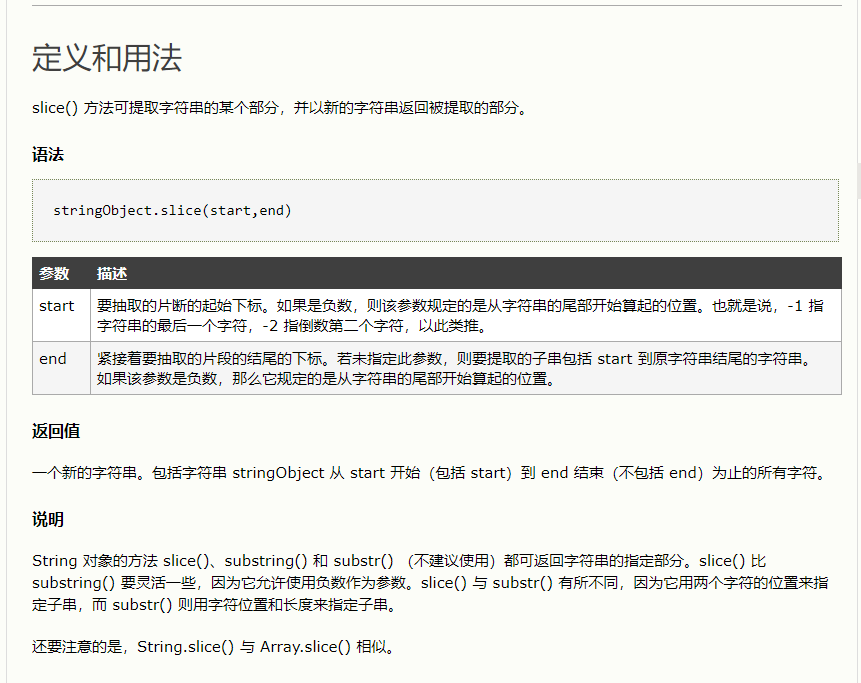 定义和用法
slice() 方法可提取字符串的某个部分，并以新的字符串返回被提取的部分。
语法
stringObject.slice(start,end)
参数 描述
start 要抽取的片断的起始下标。如果是负数，则该参数规定的是从字符串的尾部开始算起的位置。也就是说，-1 指
字符串的最后一个字符，-2 指倒数第二个字符，以此类推。
end 紧接着要抽取的片段的结尾的下标。若未指定此参数，则要提取的子串包括 start 到原字符串结尾的字符串。
如果该参数是负数，那么它规定的是从字符串的尾部开始算起的位置。
返回值
一个新的字符串。包括字符串 stringObject 从 start 开始（包括 start）到 end 结束（不包括 end）为止的所有字符。
说明
String 对象的方法 slice()、substring() 和 substr() （不建议使用）都可返回字符串的指定部分。slice() 比
substring() 要灵活一些，因为它允许使用负数作为参数。slice() 与 substr() 有所不同，因为它用两个字符的位置来指
定子串，而 substr() 则用字符位置和长度来指定子串。
还要注意的是，String.slice() 与 Array.slice() 相似。